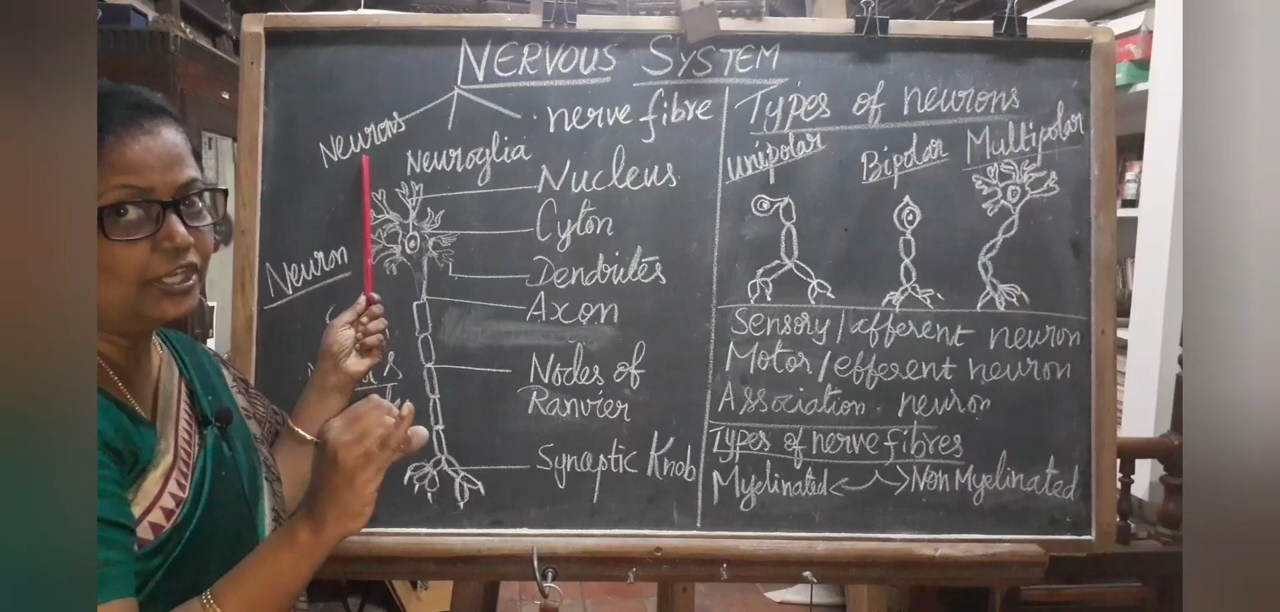 NERVOUS SYSTEM
Neurons
Neuroglia
nerve fibre
Neuron
Nucleus
Cyton
Dendrites
Axon
Nodes of
Ranvier
Synaptic Knob
Types of neurons
Unipolar
Bipolar
Multipolar
Sensory/afferent neuron
Motor/efferent neuron
Association neuron
Types of nerve fibres
Myelinated
Non Myelinated